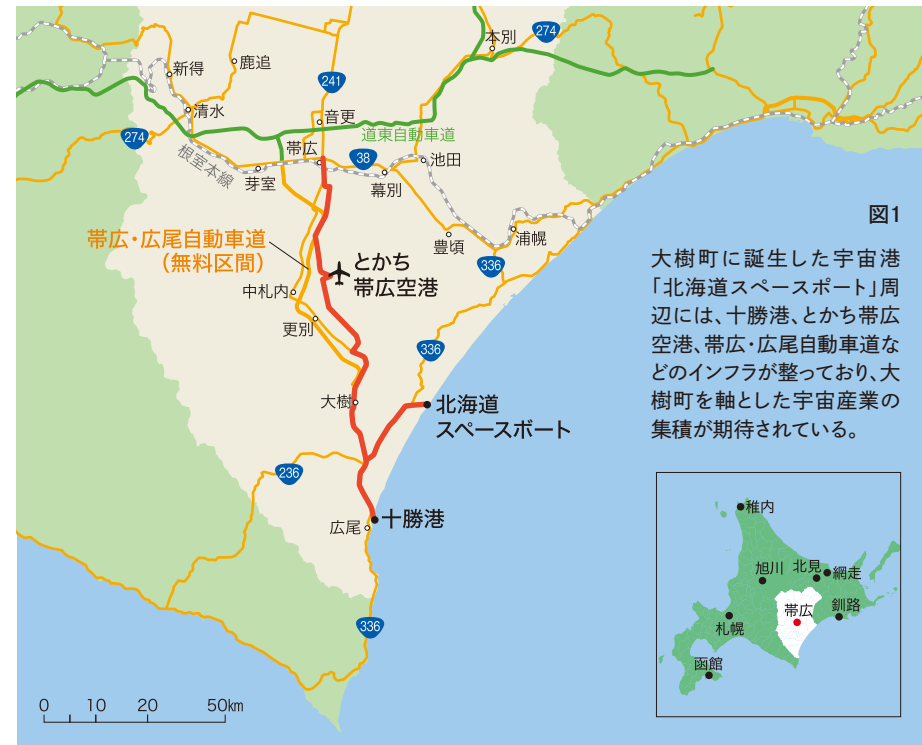 274
本別
新得
鹿追
241
清水
音更
274
道東自動車道
帯広
38
池田
根室本線
芽室
幕別
図1
帯広・広尾自動車道
（無料区間）
豊頃
浦幌
336
とかち
帯広空港
中札内
更別
336
大樹
北海道
スペースボート
236
十勝港
広尾
336
0 10 20 50km
大樹町に誕生した宇宙港
「北海道スペースポート」周
辺には、十勝港、とかち帯広
空港、帯広・広尾自動車道な
どのインフラが整っており、大
樹町を軸とした宇宙産業の
集積が期待されている。
稚内
旭川
北見
網走
帯広
釧路
札幌
函館